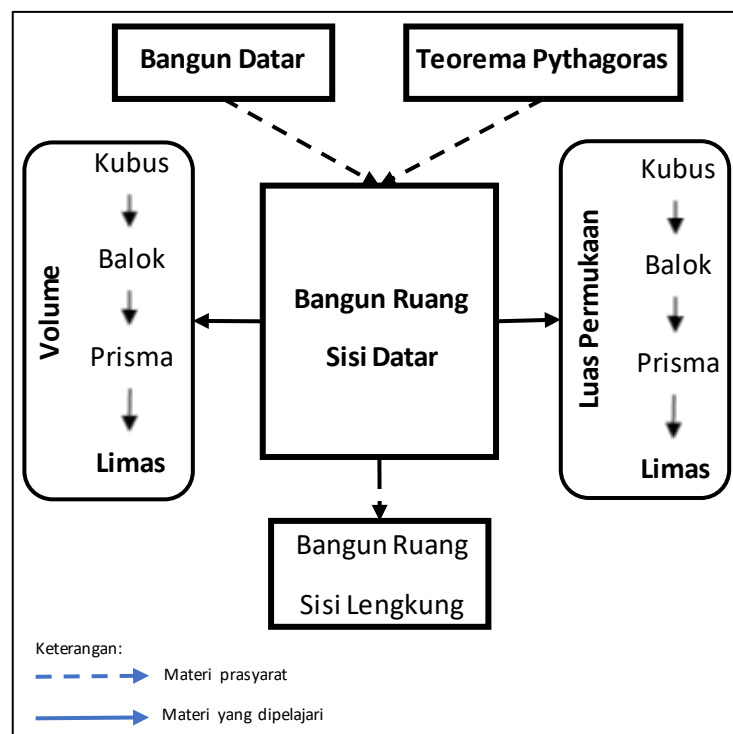 Bangun Datar
Teorema Pythagoras
Volume
Kubus
Balok
Prisma
Limas
Bangun Ruang
Sisi Datar
Luas Permukaan
Kubus
Balok
Prisma
Limas
Bangun Ruang
Sisi Lengkung
Keterangan:
Materi prasyarat
Materi yang dipelajari